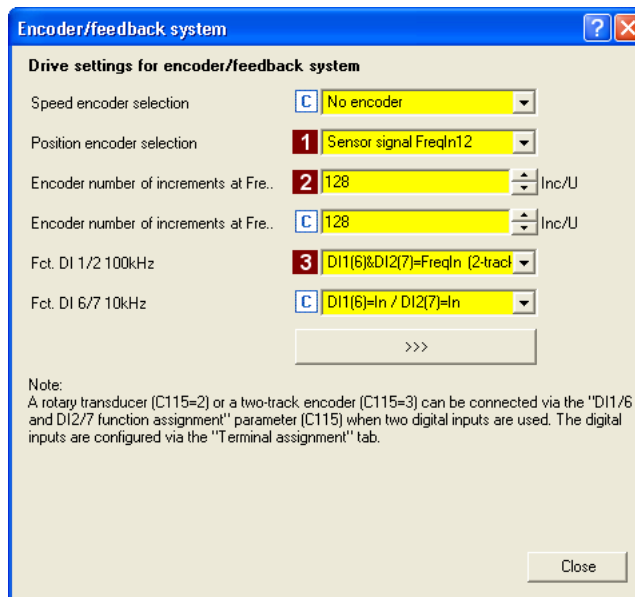 Encoder/feedback system
Drive settings for encoder/feedback system
Speed encoder selection C No encoder
Position encoder selection 1 Sensor signal FreqIn12
Encoder number of increments at Fre.. 2 128 Inc/U
Encoder number of increments at Fre.. C 128 Inc/U
Fct. DI 1/2 100kHz 3 DI1(6)&DI2(7)=FreqIn (2-track
Fct. DI 6/7 10kHz C DI1(6)=In / DI2(7)=In
>>>
Note:
A rotary transducer (C115=2) or a two-track encoder (C115=3) can be connected via the "DI1/6
and DI2/7 function assignment" parameter (C115) when two digital inputs are used. The digital
inputs are configured via the "Terminal assignment" tab.
Close